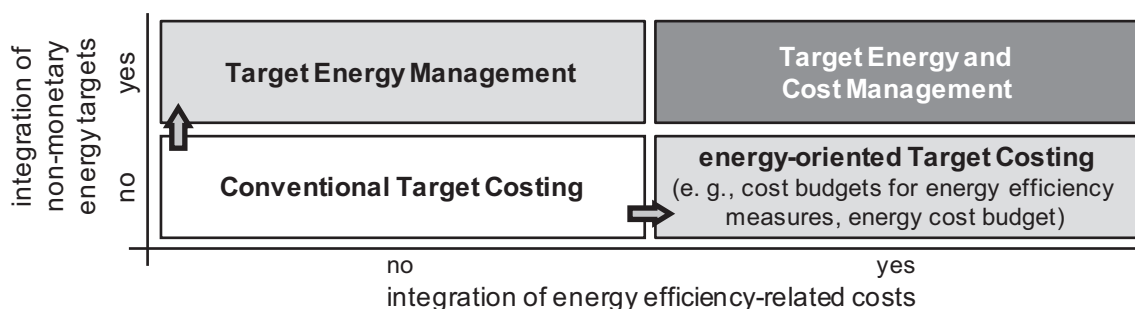 integration of
non-monetary
energy targets
yes
no
Target Energy Management
Target Energy and
Cost Management
Conventional Target Costing
energy-oriented Target Costing
(e. g., cost budgets for energy efficiency
measures, energy cost budget)
no
yes
integration of energy efficiency-related costs